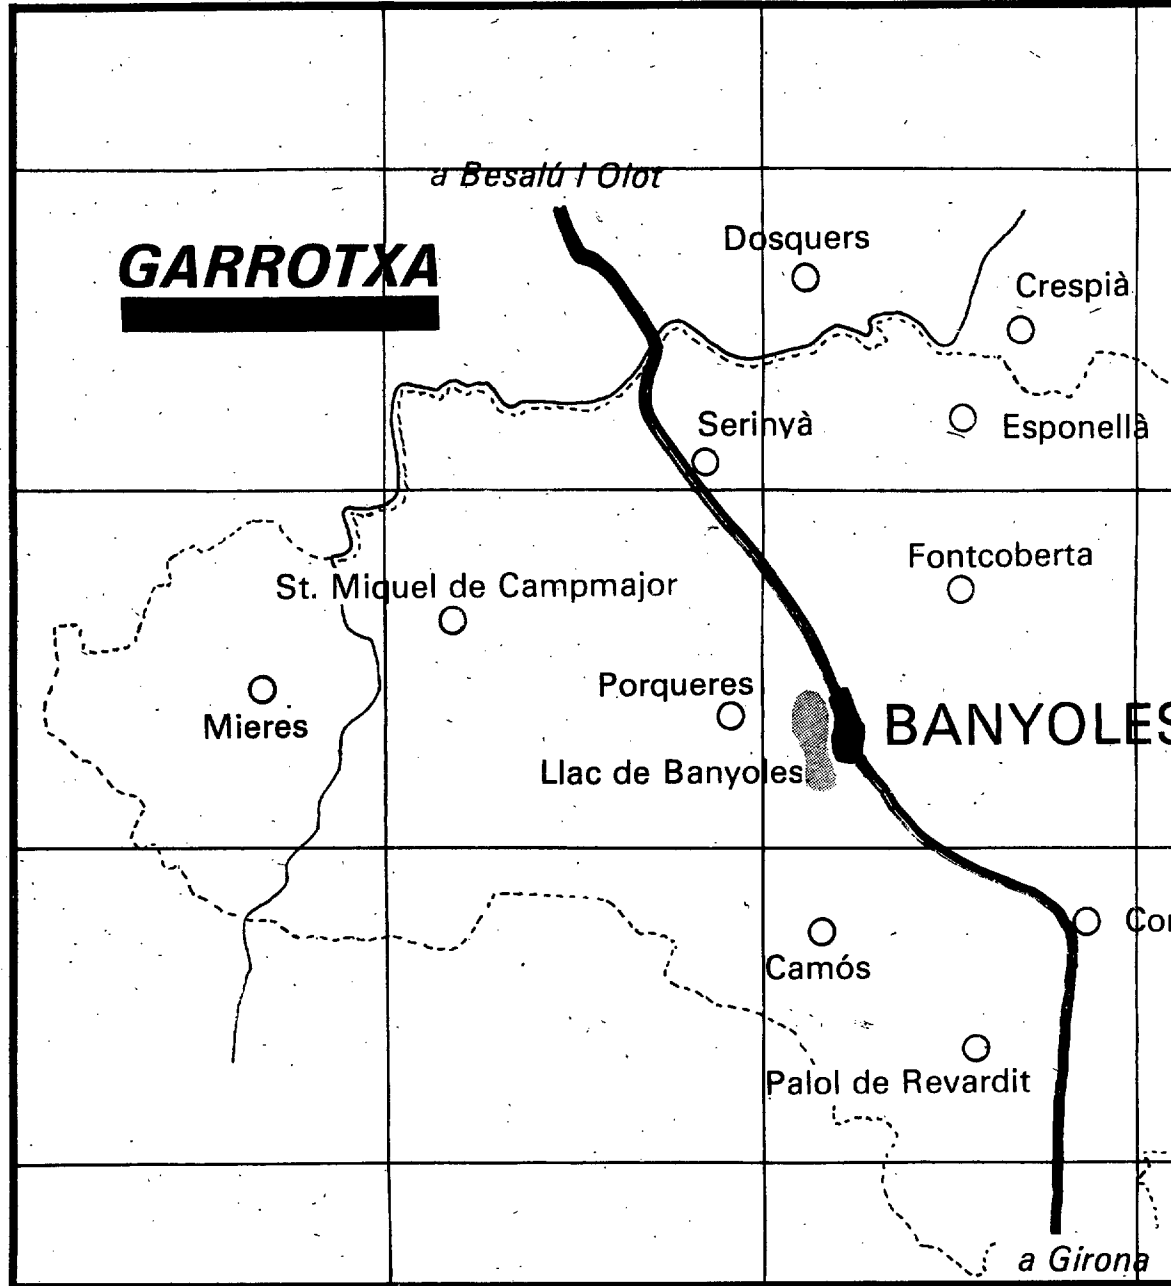 a Besalú I Olot
GARROTXA
Dosquers
Crespià
Serinyà
Esponellà
Fontcoberta
St. Miquel de Campmajor
Porqueres
BANYOLES
Mieres
Llac de Banyoles
Cor
Camós
Palol de Revardit
a Girona